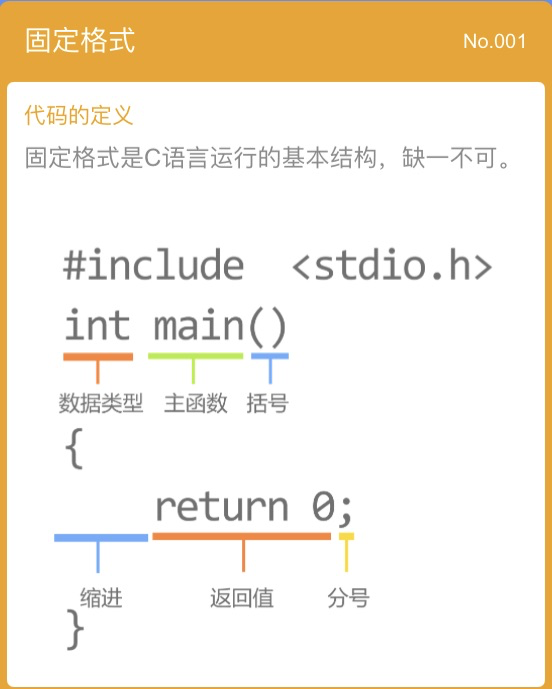 固定格式 No.001
代码的定义
固定格式是C语言运行的基本结构，缺一不可。
#include <stdio.h>
int main()
数据类型 主函数 括号
{
return 0;
缩进 返回值 分号
}